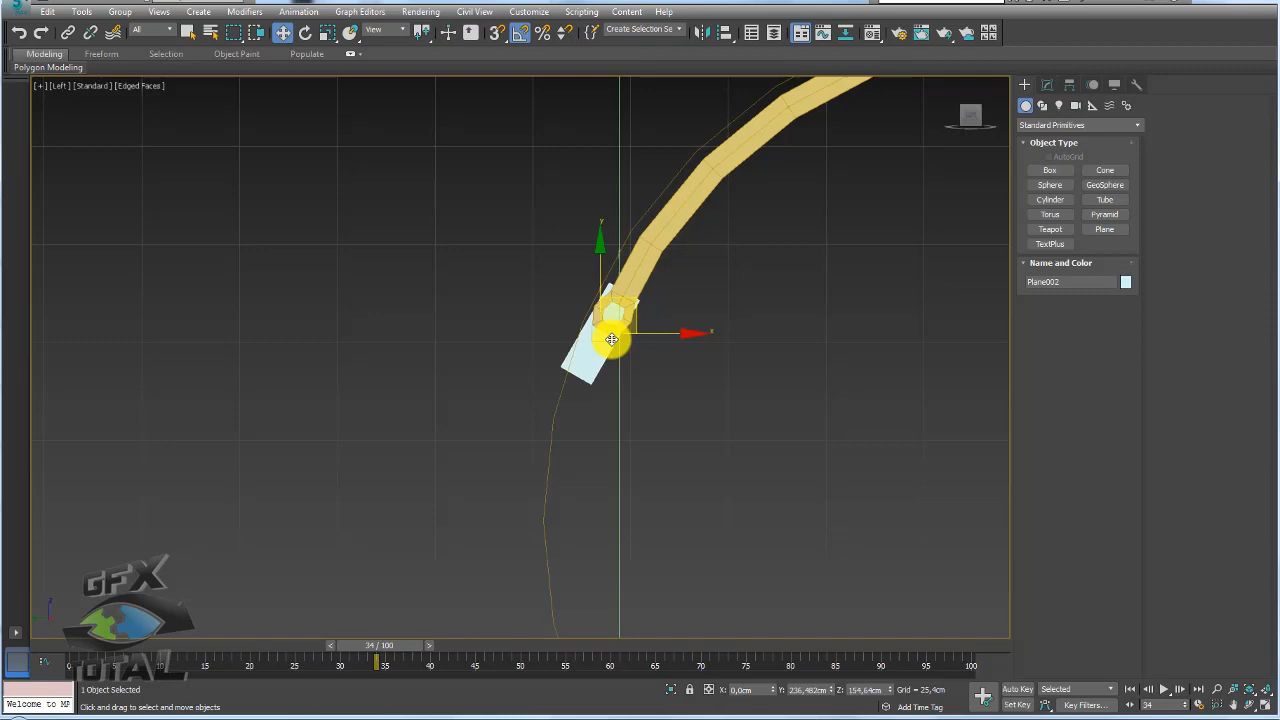 Edit Tools Group Views Create Modifiers Animation Graph Editors Rendering Civil View Customize Scripting Content Help
All View Create Selection Se
Modeling Freeform Selection Object Paint Populate
Polygon Modeling
[+] [Left] [Standard] [Edged Faces]
y
x
Standard Primitives
Object Type
AutoGrid
Box Cone
Sphere GeoSphere
Cylinder Tube
Torus Pyramid
Teapot Plane
TextPlus
Name and Color
Plane002
GFX
TOTAL
< 34 / 100 >
0 5 15 20 25 30 35 40 45 50 55 60 65 70 75 80 85 90 95 100
1 Object Selected X: 0,0cm Y: 236,482cm Z: 154,64cm Grid = 25,4cm Auto Key Selected
Welcome to MA Click and drag to select and move objects Add Time Tag Set Key Key Filters... 34